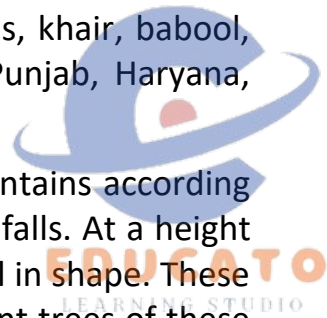 s, khair, babool,
Punjab, Haryana,
ntains according
falls. At a height
l in shape. These
EDUCATO
LEARNING STUDIO
nt trees of these